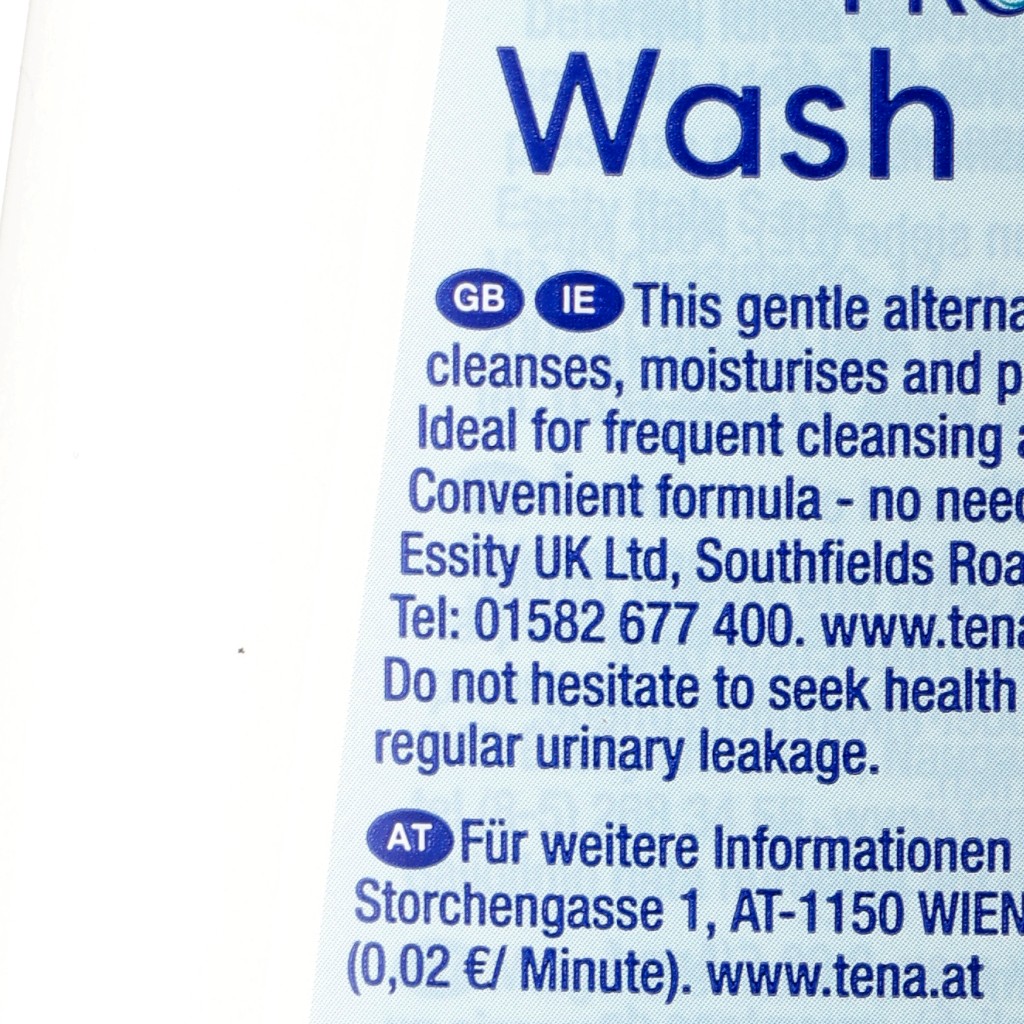 Wash
GB IE This gentle alterna
cleanses, moisturises and p
Ideal for frequent cleansing a
Convenient formula - no need
Essity UK Ltd, Southfields Roa
Tel: 01582 677 400. www.tena
Do not hesitate to seek health
regular urinary leakage.
AT Für weitere Informationen
Storchengasse 1, AT-1150 WIEN
(0,02 €/ Minute). www.tena.at